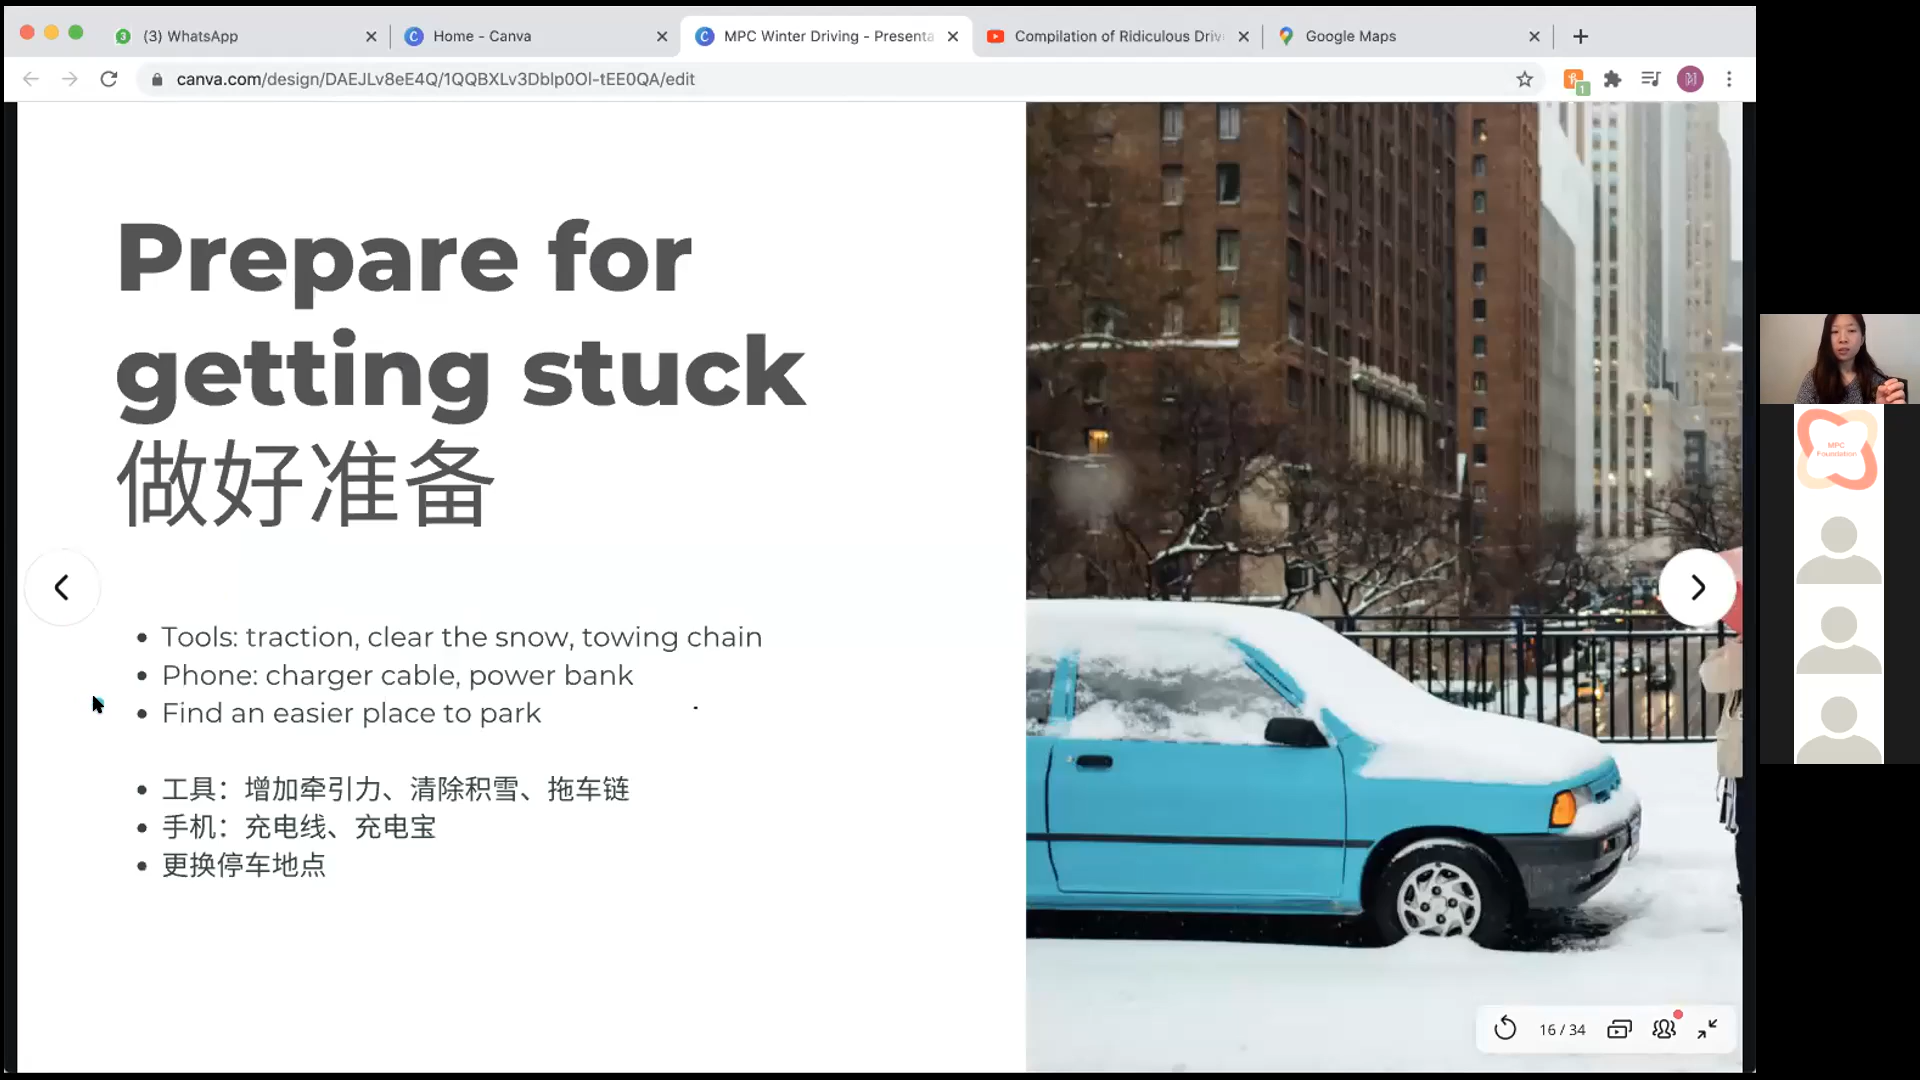 (3) WhatsApp
Home - Canva
MPC Winter Driving - Presenta
Compilation of Ridiculous Driv
Google Maps
canva.com/design/DAEJLv8eE4Q/1QQBXLv3Dblp0Ol-tEE0QA/edit
1
Prepare for
getting stuck
做好准备
Tools: traction, clear the snow, towing chain
Phone: charger cable, power bank
Find an easier place to park
工具：增加牵引力、清除积雪、拖车链
手机：充电线、充电宝
更换停车地点
16 / 34
MPC
Foundation